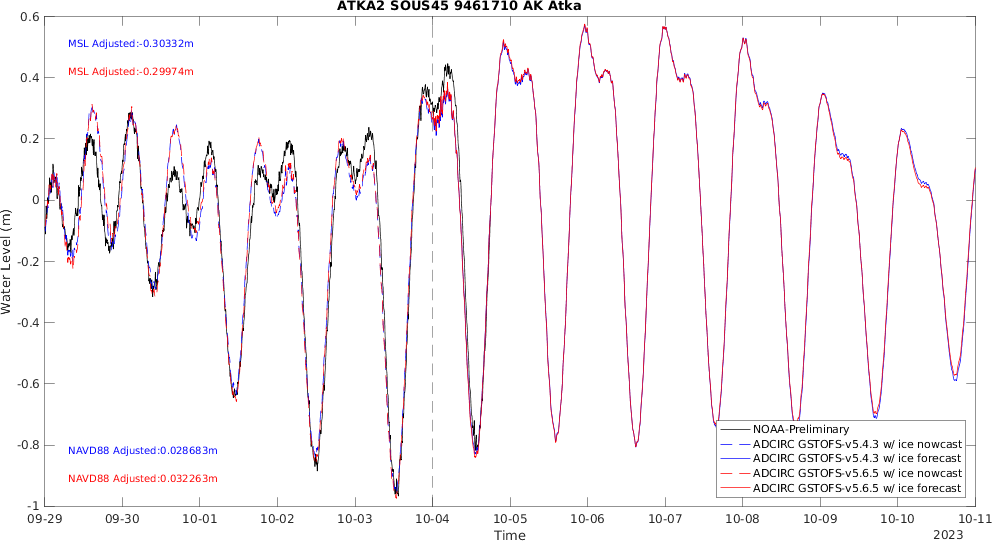 ATKA2 SOUS45 9461710 AK Atka
0.6
0.4
0.2
0
-0.2
-0.4
-0.6
-0.8
-1
Water Level (m)
MSL Adjusted:-0.30332m
MSL Adjusted:-0.29974m
NAVD88 Adjusted:0.028683m
NAVD88 Adjusted:0.032263m
NOAA-Preliminary
ADCIRC GSTOFS-v5.4.3 w/ ice nowcast
ADCIRC GSTOFS-v5.4.3 w/ ice forecast
ADCIRC GSTOFS-v5.6.5 w/ ice nowcast
ADCIRC GSTOFS-v5.6.5 w/ ice forecast
09-29 09-30 10-01 10-02 10-03 10-04 10-05 10-06 10-07 10-08 10-09 10-10 10-11
Time
2023